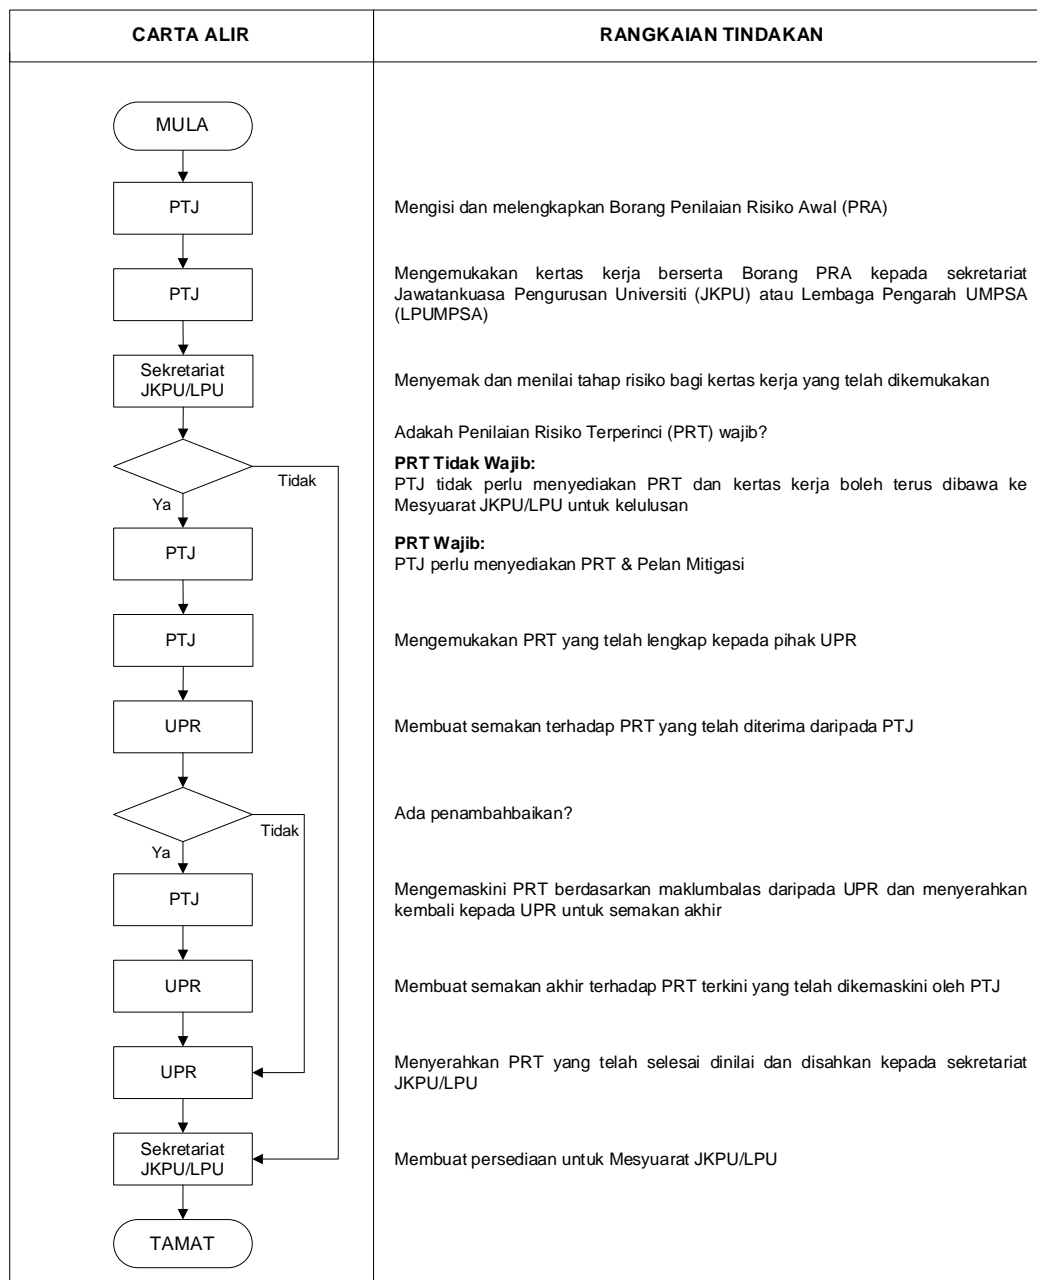 CARTA ALIR
RANGKAIAN TINDAKAN
MULA
PTJ
Mengisi dan melengkapkan Borang Penilaian Risiko Awal (PRA)
PTJ
Mengemukakan kertas kerja berserta Borang PRA kepada sekretariat
Jawatankuasa Pengurusan Universiti (JKPU) atau Lembaga Pengarah UMPSA
(LPUMPSA)
Sekretariat
JKPU/LPU
Menyemak dan menilai tahap risiko bagi kertas kerja yang telah dikemukakan
Adakah Penilaian Risiko Terperinci (PRT) wajib?
Tidak
Ya
PRT Tidak Wajib:
PTJ tidak perlu menyediakan PRT dan kertas kerja boleh terus dibawa ke
Mesyuarat JKPU/LPU untuk kelulusan
PTJ
PRT Wajib:
PTJ perlu menyediakan PRT & Pelan Mitigasi
PTJ
Mengemukakan PRT yang telah lengkap kepada pihak UPR
UPR
Membuat semakan terhadap PRT yang telah diterima daripada PTJ
Ada penambahbaikan?
Tidak
Ya
PTJ
Mengemaskini PRT berdasarkan maklumbalas daripada UPR dan menyerahkan
kembali kepada UPR untuk semakan akhir
UPR
Membuat semakan akhir terhadap PRT terkini yang telah dikemaskini oleh PTJ
UPR
Menyerahkan PRT yang telah selesai dinilai dan disahkan kepada sekretariat
JKPU/LPU
Sekretariat
JKPU/LPU
Membuat persediaan untuk Mesyuarat JKPU/LPU
TAMAT